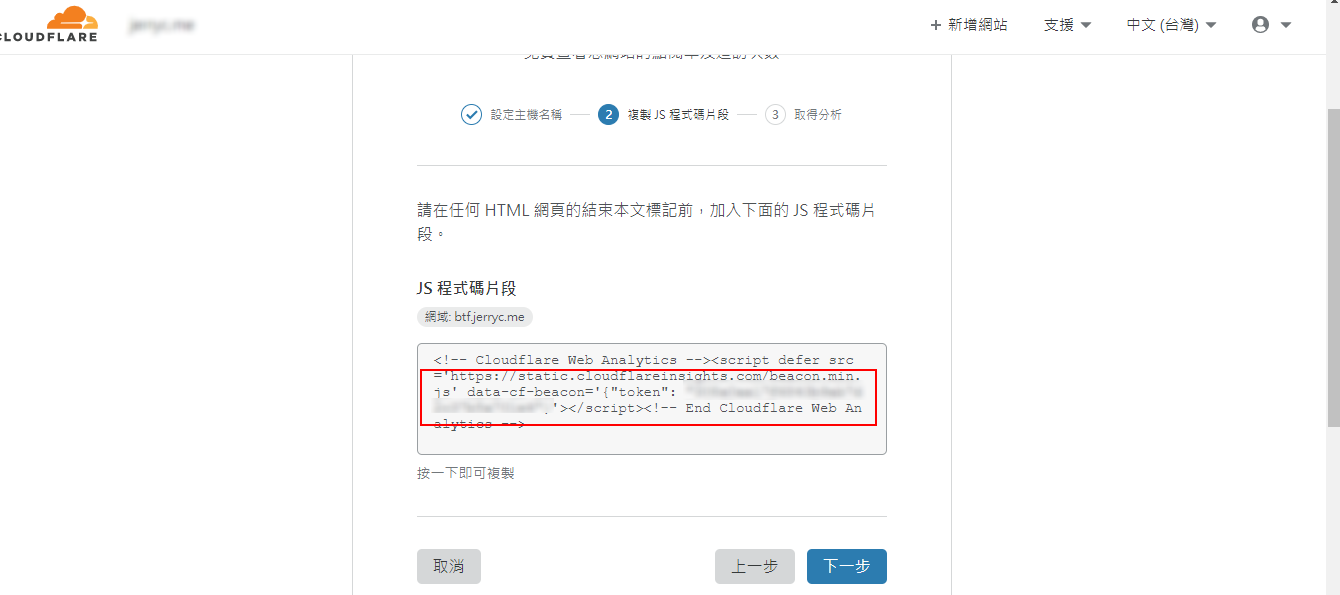 CLOUDFLARE
+ 新增網站
支援
中文 (台灣)
設定主機名稱
2 複製 JS 程式碼片段
3 取得分析
請在任何 HTML 網頁的結束本文標記前，加入下面的 JS 程式碼片
段。
JS 程式碼片段
網域: btf.jerryc.me
<!-- Cloudflare Web Analytics --><script defer src
='https://static.cloudflareinsights.com/beacon.min.
js' data-cf-beacon='{"token":
'></script><!-- End Cloudflare Web An
alytics -->
按一下即可複製
取消
上一步
下一步